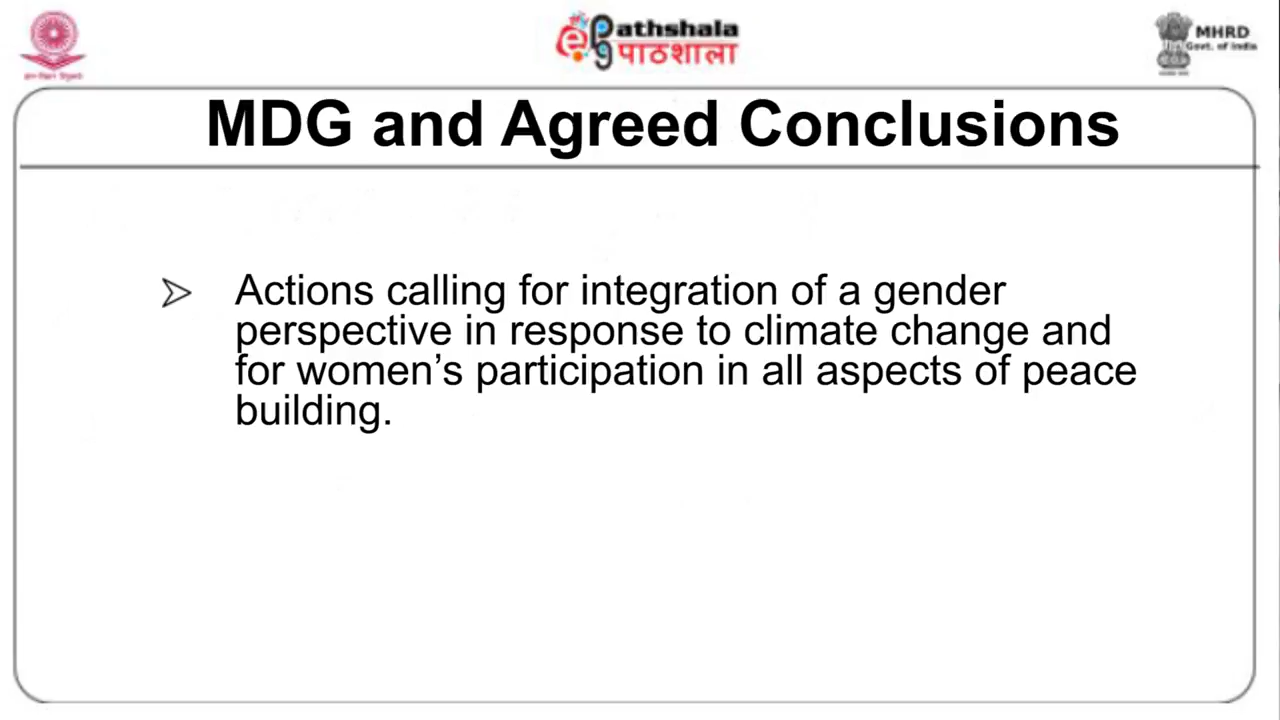 ePathshala
पाठशाला
MHRD
Govt. of India
MDG and Agreed Conclusions
➢ Actions calling for integration of a gender
perspective in response to climate change and
for women’s participation in all aspects of peace
building.